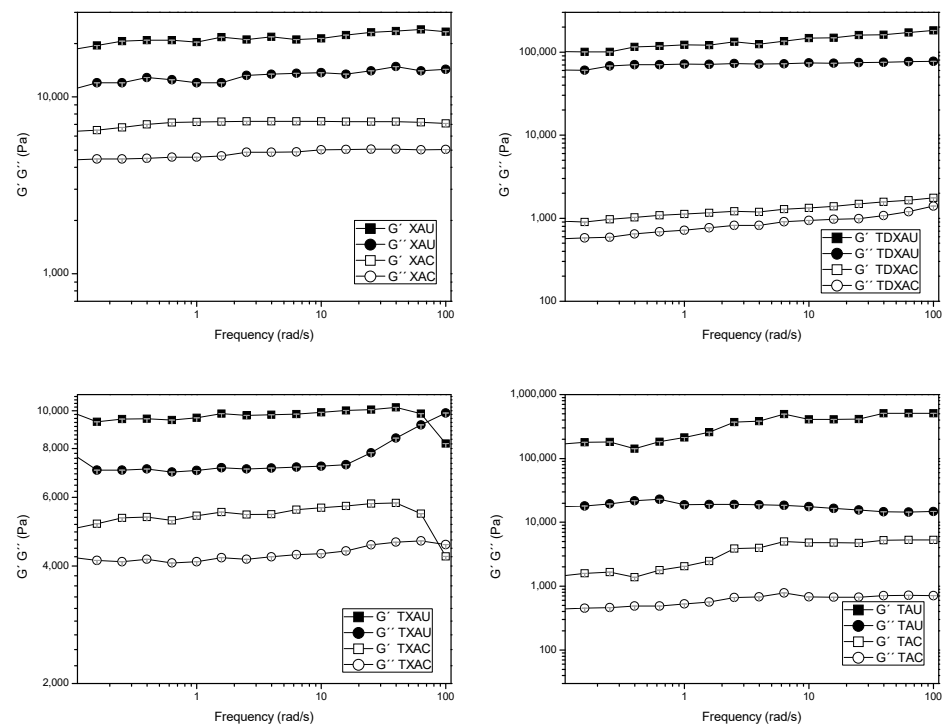 10,000
1,000
G´ G´´ (Pa)
G´ XAU
G´´ XAU
G´ XAC
G´´ XAC
1 10 100
Frequency (rad/s)
100,000
10,000
1,000
100
G´ G´´ (Pa)
G´ TDXAU
G´´ TDXAU
G´ TDXAC
G´´ TDXAC
1 10 100
Frequency (rad/s)
10,000
8,000
6,000
4,000
2,000
G´ G´´ (Pa)
G´ TXAU
G´´ TXAU
G´ TXAC
G´´ TXAC
1 10 100
Frequency (rad/s)
1,000,000
100,000
10,000
1,000
100
G´ G´´ (Pa)
G´ TAU
G´´ TAU
G´ TAC
G´´ TAC
1 10 100
Frequency (rad/s)